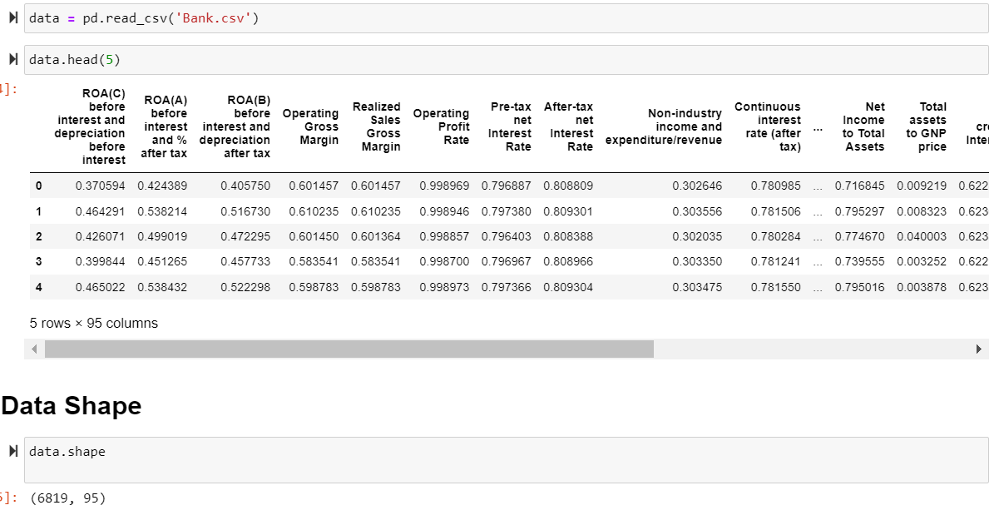 data = pd.read_csv('Bank.csv')
data.head(5)
4]:
ROA(C) before interest and depreciation before interest ROA(A) before interest and % after tax ROA(B) before interest and depreciation after tax Operating Gross Margin Realized Sales Gross Margin Operating Profit Rate Pre-tax net Interest Rate After-tax net Interest Rate Non-industry income and expenditure/revenue Continuous interest rate (after tax) ... Net Income to Total Assets Total assets to GNP price
0 0.370594 0.424389 0.405750 0.601457 0.601457 0.998969 0.796887 0.808809 0.302646 0.780985 ... 0.716845 0.009219 0.622
1 0.464291 0.538214 0.516730 0.610235 0.610235 0.998946 0.797380 0.809301 0.303556 0.781506 ... 0.795297 0.008323 0.623
2 0.426071 0.499019 0.472295 0.601450 0.601364 0.998857 0.796403 0.808388 0.302035 0.780284 ... 0.774670 0.040003 0.623
3 0.399844 0.451265 0.457733 0.583541 0.583541 0.998700 0.796967 0.808966 0.303350 0.781241 ... 0.739555 0.003252 0.622
4 0.465022 0.538432 0.522298 0.598783 0.598783 0.998973 0.797366 0.809304 0.303475 0.781550 ... 0.795016 0.003878 0.623
5 rows × 95 columns
Data Shape
data.shape
5]: (6819, 95)